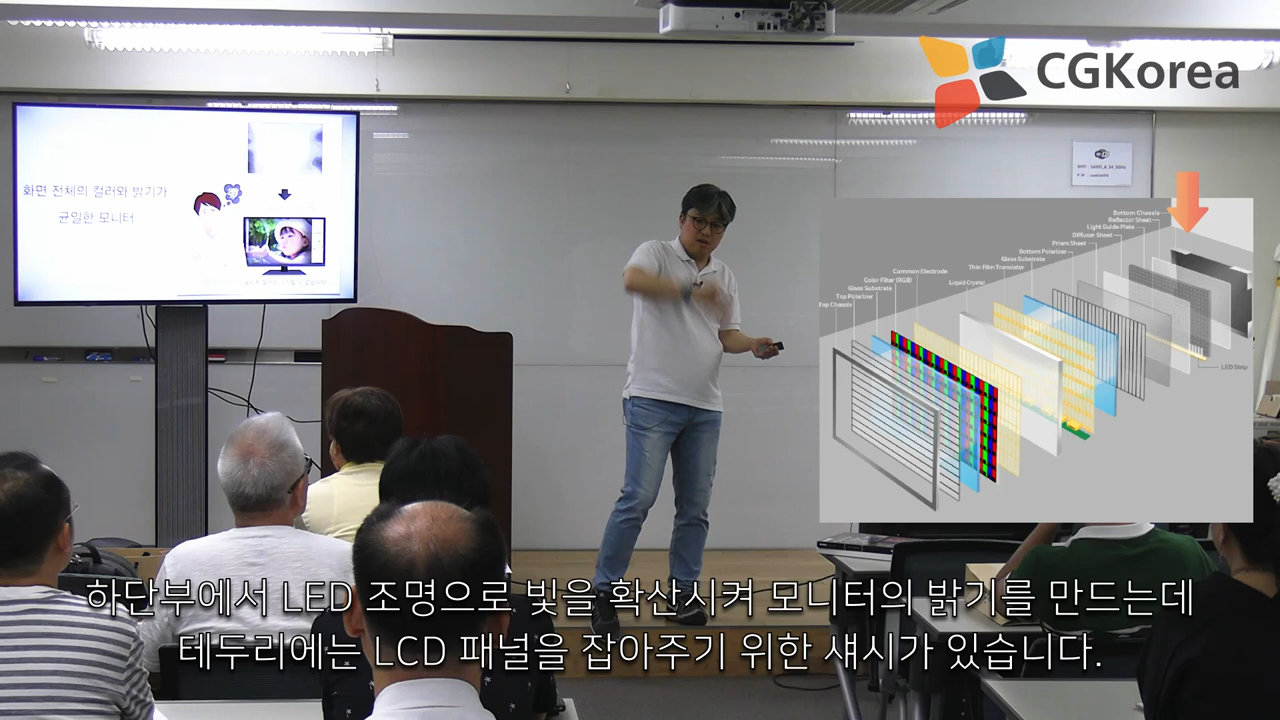 CGKorea
화면 전체의 컬러와 밝기가
균일한 모니터
Bottom Chassis
Reflector Sheet
Light Guide Plate
Diffuser Sheet
Prism Sheet
Bottom Polarizer
Glass Substrate
Thin Film Transistor
Liquid Crystal
Common Electrode
Color Filter (RGB)
Glass Substrate
Top Polarizer
Top Chassis
LED Strip
하단부에서 LED 조명으로 빛을 확산시켜 모니터의 밝기를 만드는데
테두리에는 LCD 패널을 잡아주기 위한 섀시가 있습니다.